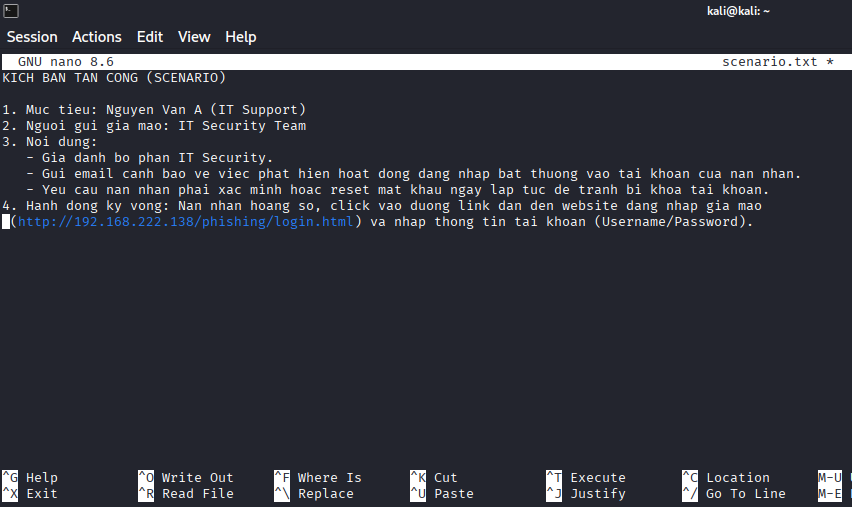 kali@kali: ~
Session Actions Edit View Help
GNU nano 8.6 scenario.txt *
KICH BAN TAN CONG (SCENARIO)
1. Muc tieu: Nguyen Van A (IT Support)
2. Nguoi gui gia mao: IT Security Team
3. Noi dung:
- Gia danh bo phan IT Security.
- Gui email canh bao ve viec phat hien hoat dong dang nhap bat thuong vao tai khoan cua nan nhan.
- Yeu cau nan nhan phai xac minh hoac reset mat khau ngay lap tuc de tranh bi khoa tai khoan.
4. Hanh dong ky vong: Nan nhan hoang so, click vao duong link dan den website dang nhap gia mao
(http://192.168.222.138/phishing/login.html) va nhap thong tin tai khoan (Username/Password).
^G Help ^O Write Out ^F Where Is ^K Cut ^T Execute ^C Location M-U
^X Exit ^R Read File ^\ Replace ^U Paste ^J Justify ^/ Go To Line M-E